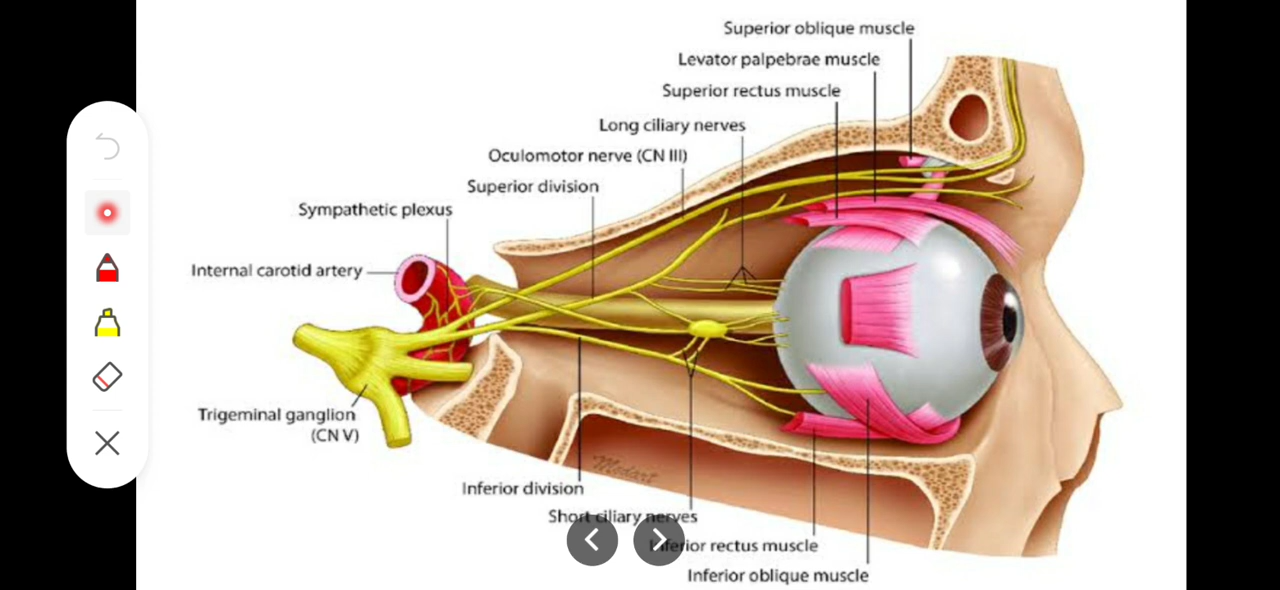 Superior oblique muscle
Levator palpebrae muscle
Superior rectus muscle
Long ciliary nerves
Oculomotor nerve (CN III)
Superior division
Sympathetic plexus
Internal carotid artery
Trigeminal ganglion
(CN V)
Inferior division
Short ciliary nerves
Inferior rectus muscle
Inferior oblique muscle